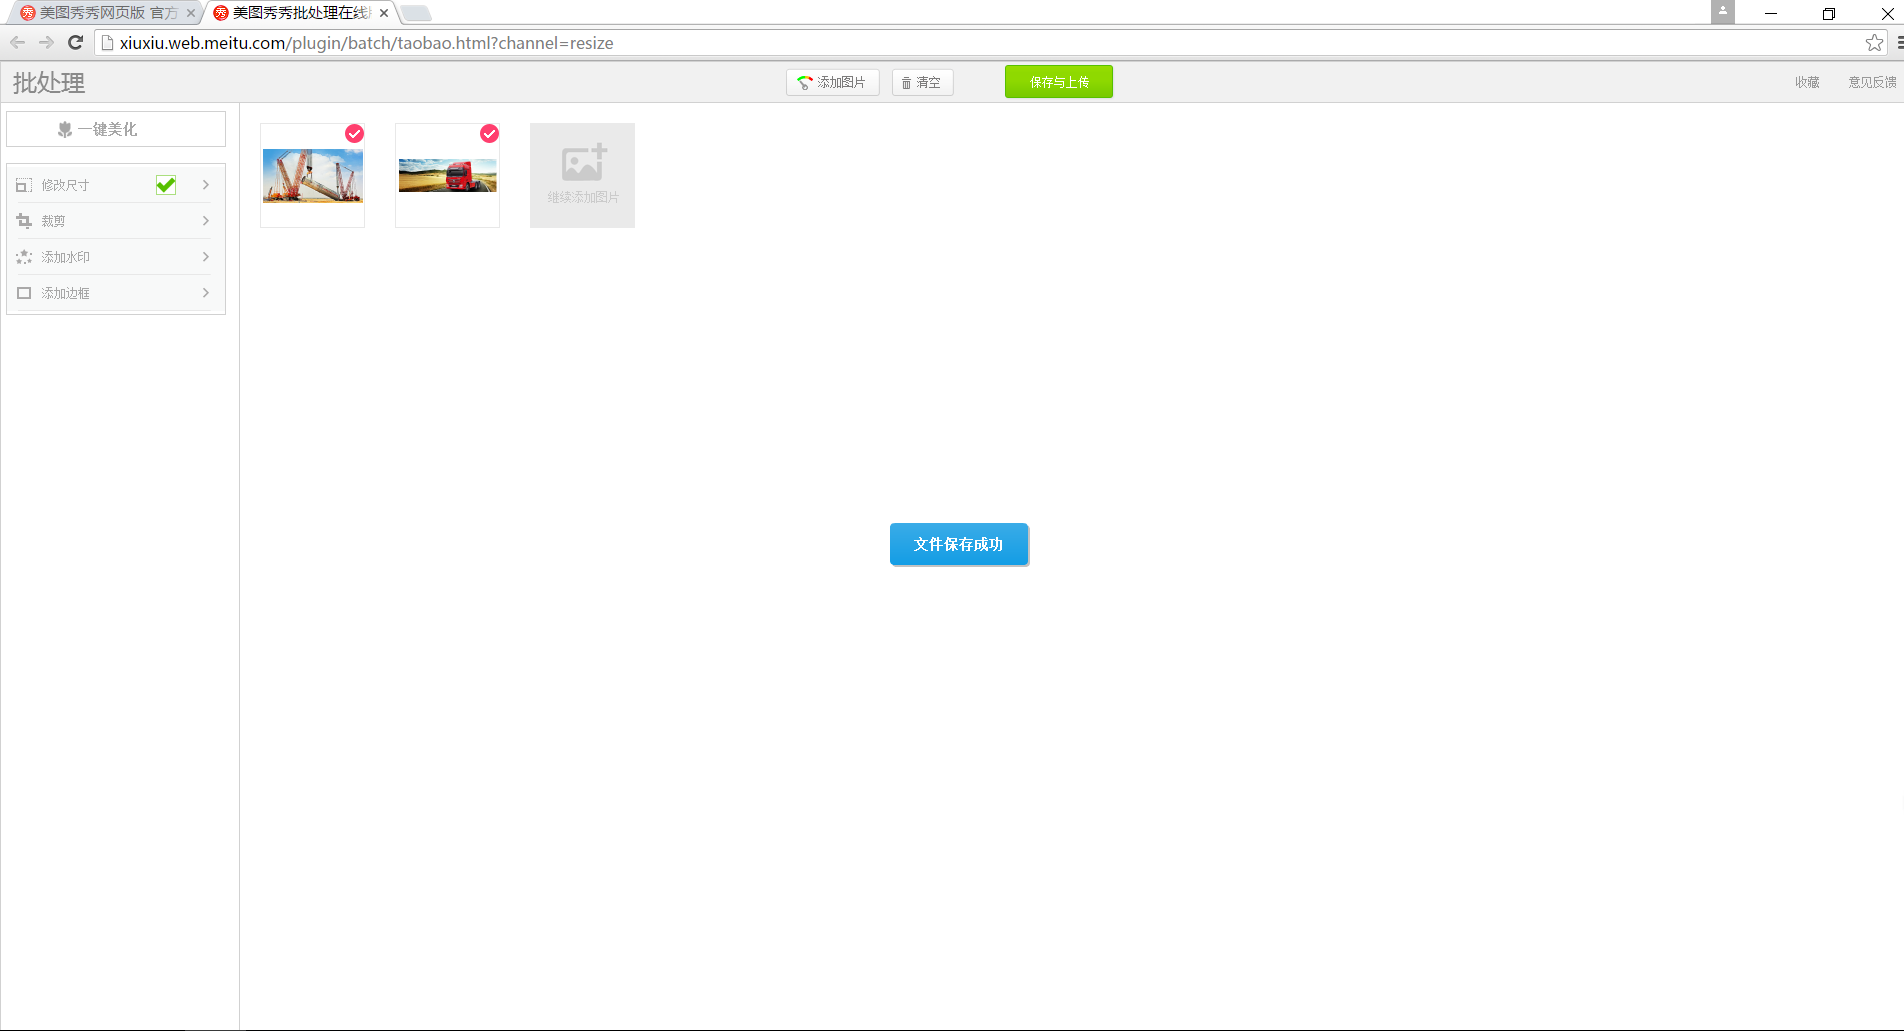 美图秀秀网页版 官方
美图秀秀批处理在线
xiuxiu.web.meitu.com/plugin/batch/taobao.html?channel=resize
批处理
添加图片
清空
保存与上传
收藏
意见反馈
一键美化
修改尺寸
裁剪
添加水印
添加边框
继续添加图片
文件保存成功